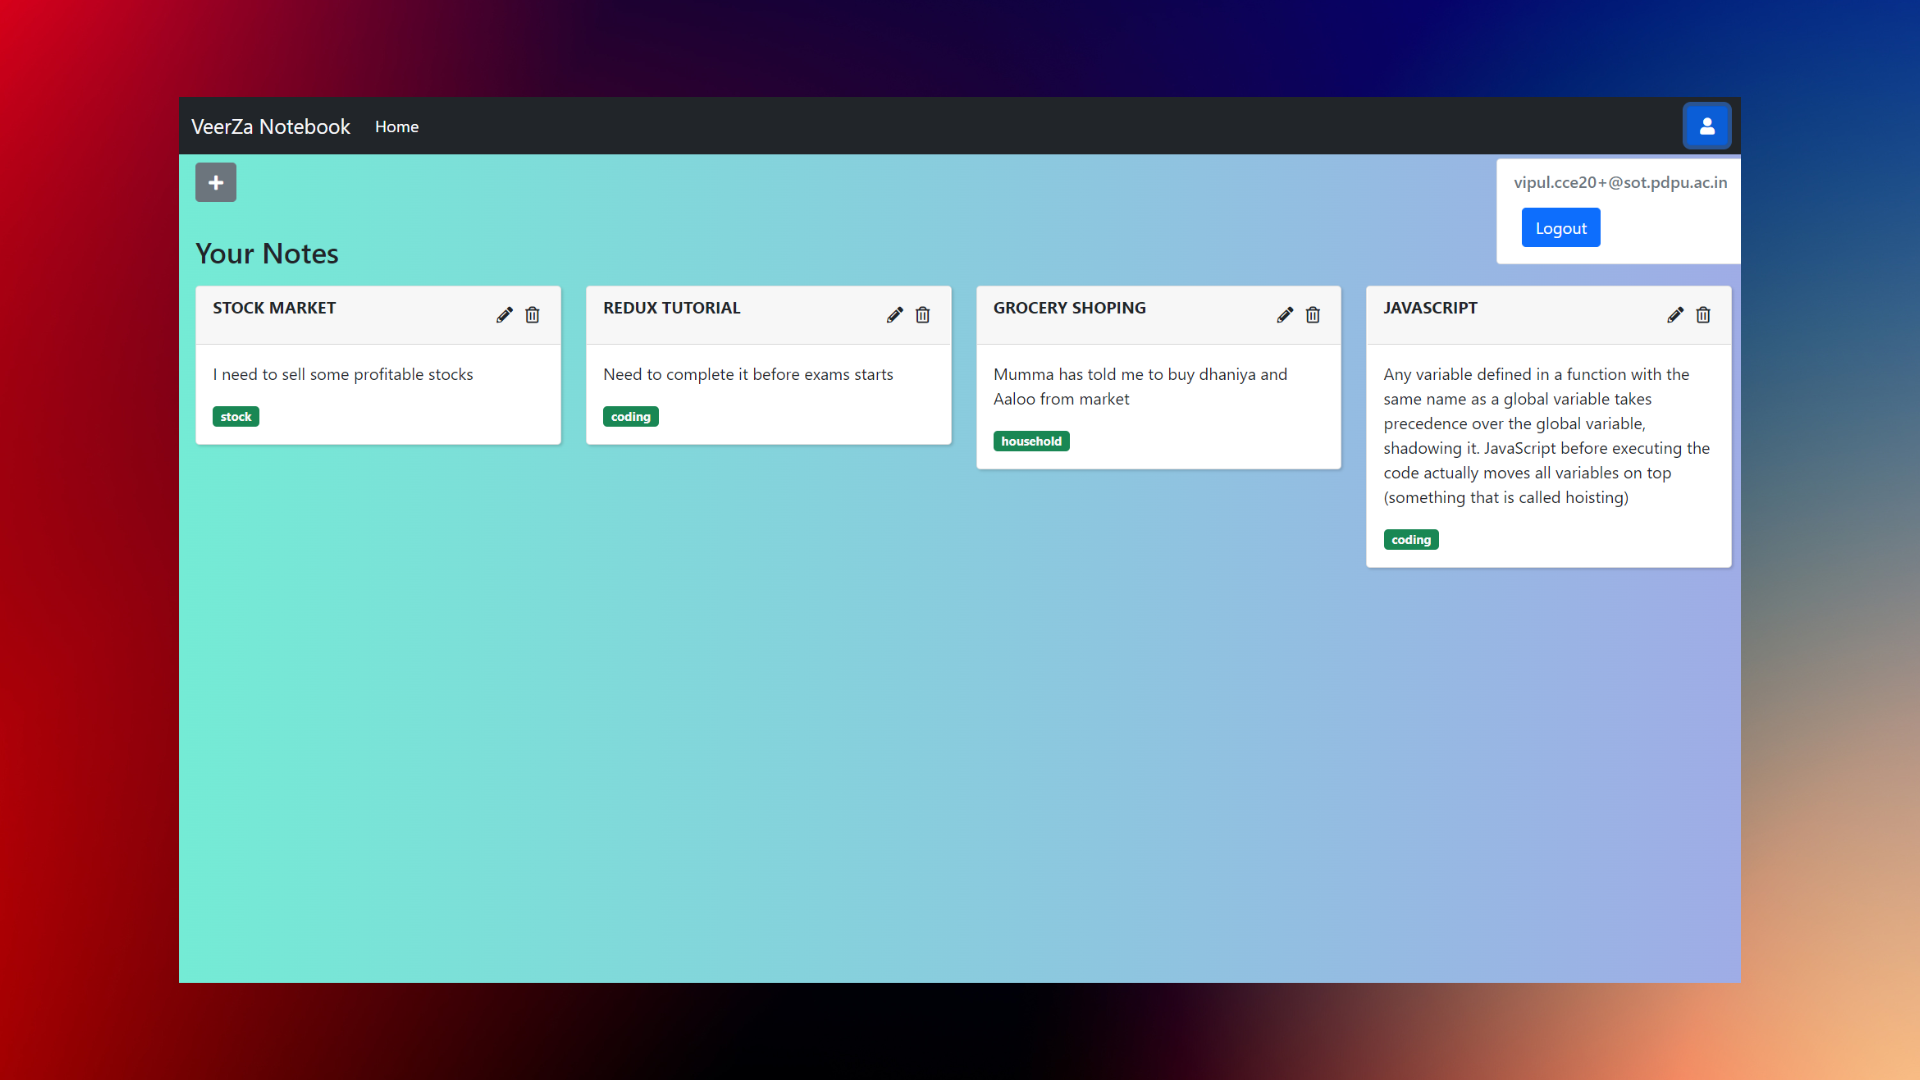 VeerZa Notebook Home
vipul.cce20+@sot.pdpu.ac.in
Logout
Your Notes
STOCK MARKET
I need to sell some profitable stocks
stock
REDUX TUTORIAL
Need to complete it before exams starts
coding
GROCERY SHOPING
Mumma has told me to buy dhaniya and
Aaloo from market
household
JAVASCRIPT
Any variable defined in a function with the
same name as a global variable takes
precedence over the global variable,
shadowing it. JavaScript before executing the
code actually moves all variables on top
(something that is called hoisting)
coding